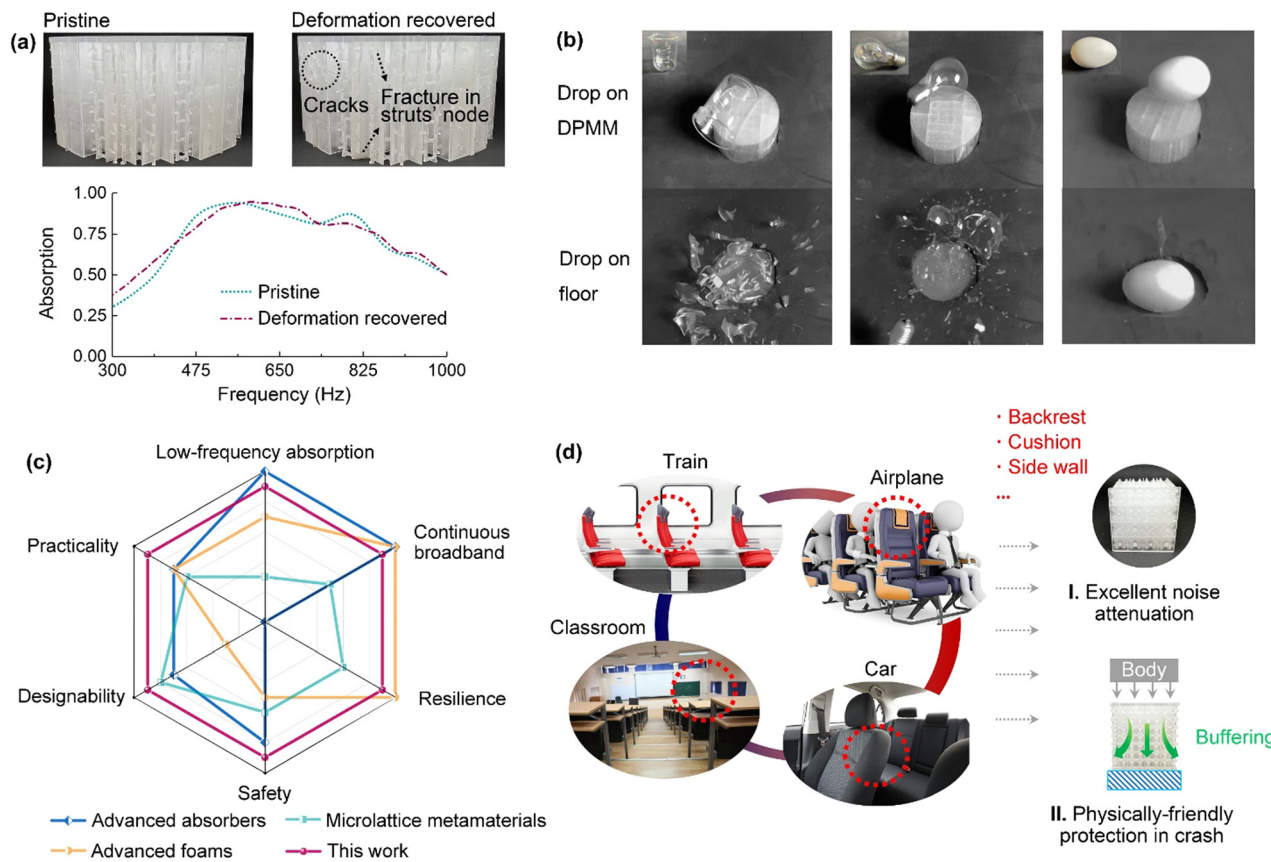 (a)
Pristine
Deformation recovered
Cracks
Fracture in
struts' node
Absorption
1.00
0.75
0.50
0.25
0.00
Pristine
Deformation recovered
300
475
650
825
1000
Frequency (Hz)
(b)
Drop on
DPMM
Drop on
floor
(c)
Low-frequency absorption
Continuous
broadband
Resilience
Safety
Designability
Practicality
Advanced absorbers
Microlattice metamaterials
Advanced foams
This work
(d)
Train
Airplane
Classroom
Car
· Backrest
· Cushion
· Side wall
...
I. Excellent noise
attenuation
Body
Buffering
II. Physically-friendly
protection in crash